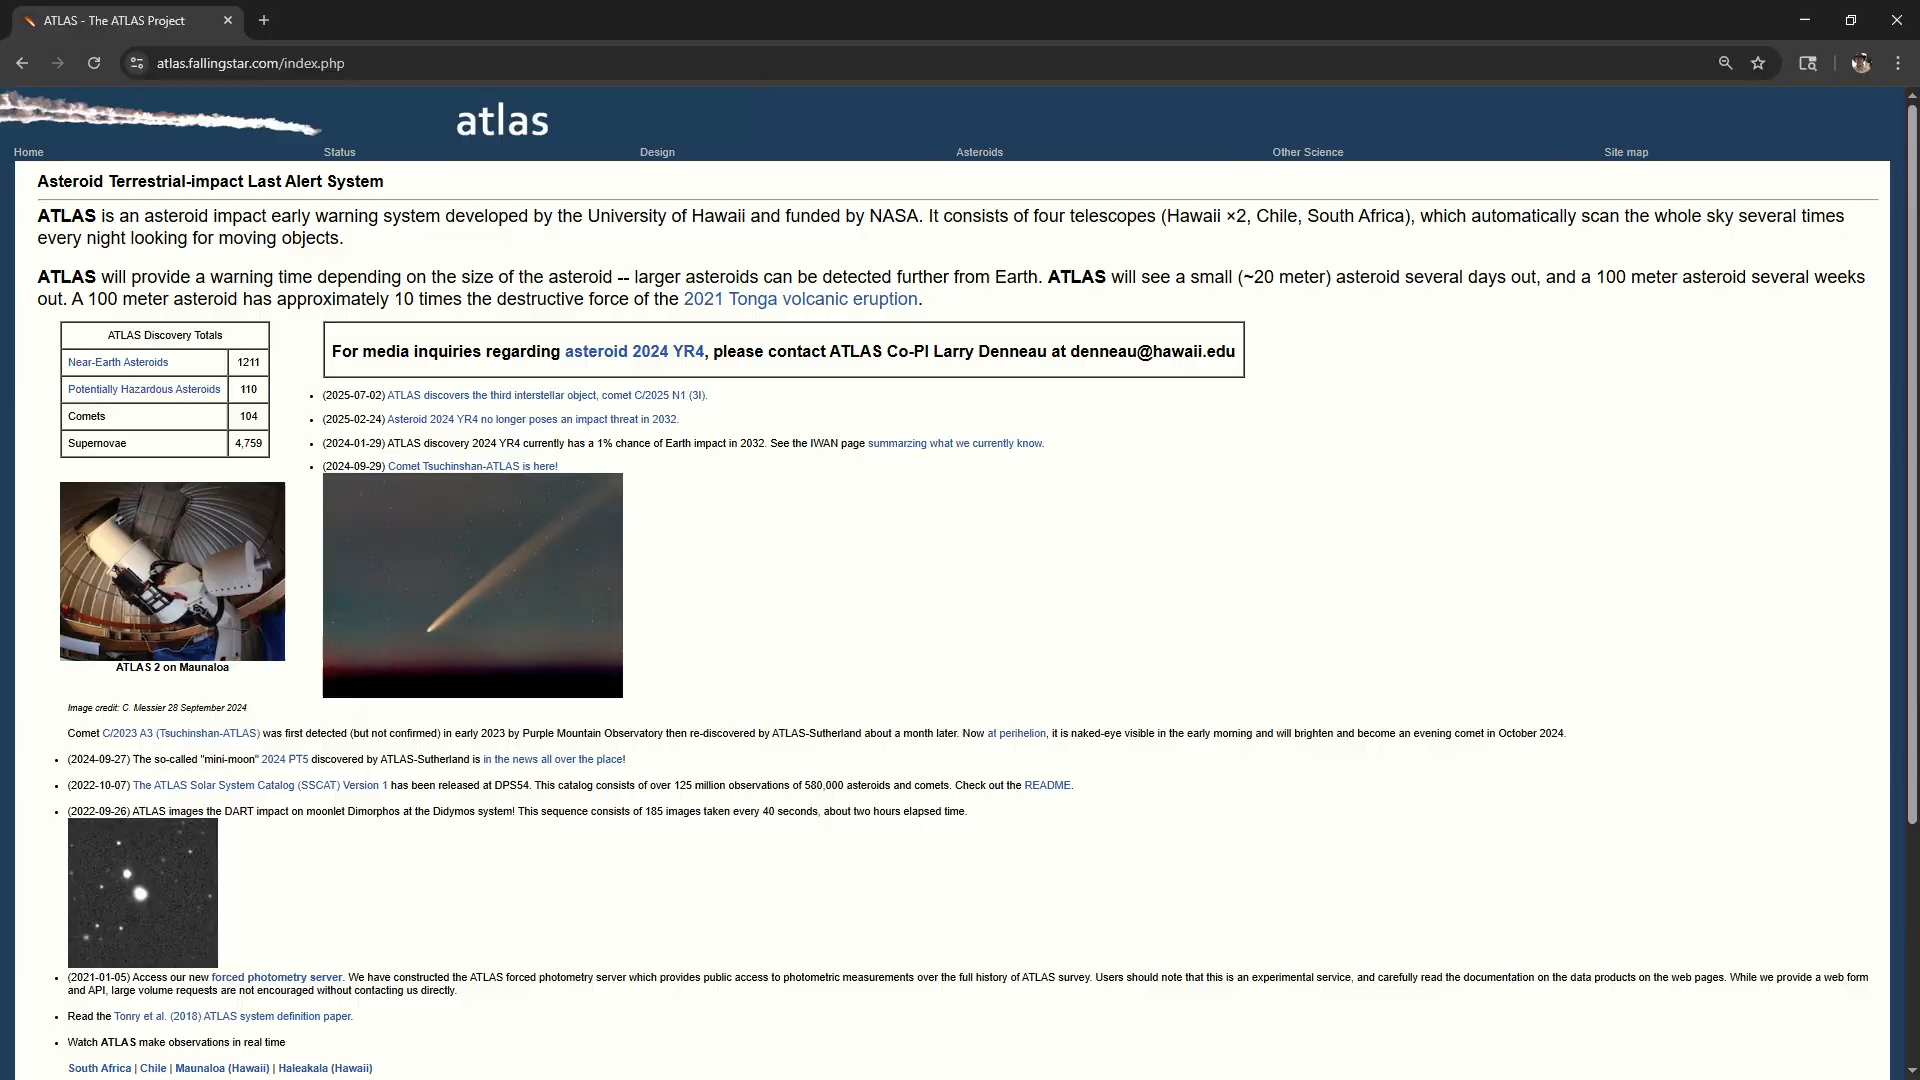 ATLAS - The ATLAS Project
atlas.fallingstar.com/index.php
atlas
Home Status Design Asteroids Other Science Site map
Asteroid Terrestrial-impact Last Alert System
ATLAS is an asteroid impact early warning system developed by the University of Hawaii and funded by NASA. It consists of four telescopes (Hawaii ×2, Chile, South Africa), which automatically scan the whole sky several times
every night looking for moving objects.
ATLAS will provide a warning time depending on the size of the asteroid -- larger asteroids can be detected further from Earth. ATLAS will see a small (~20 meter) asteroid several days out, and a 100 meter asteroid several weeks
out. A 100 meter asteroid has approximately 10 times the destructive force of the 2021 Tonga volcanic eruption.
ATLAS Discovery Totals
Near-Earth Asteroids 1211
Potentially Hazardous Asteroids 110
Comets 104
Supernovae 4,759
ATLAS 2 on Maunaloa
For media inquiries regarding asteroid 2024 YR4, please contact ATLAS Co-PI Larry Denneau at denneau@hawaii.edu
• (2025-07-02) ATLAS discovers the third interstellar object, comet C/2025 N1 (3I).
• (2025-02-24) Asteroid 2024 YR4 no longer poses an impact threat in 2032.
• (2024-01-29) ATLAS discovery 2024 YR4 currently has a 1% chance of Earth impact in 2032. See the IWAN page summarzing what we currently know.
• (2024-09-29) Comet Tsuchinshan-ATLAS is here!
Image credit: C. Messier 28 September 2024
Comet C/2023 A3 (Tsuchinshan-ATLAS) was first detected (but not confirmed) in early 2023 by Purple Mountain Observatory then re-discovered by ATLAS-Sutherland about a month later. Now at perihelion, it is naked-eye visible in the early morning and will brighten and become an evening comet in October 2024.
• (2024-09-27) The so-called "mini-moon" 2024 PT5 discovered by ATLAS-Sutherland is in the news all over the place!
• (2022-10-07) The ATLAS Solar System Catalog (SSCAT) Version 1 has been released at DPS54. This catalog consists of over 125 million observations of 580,000 asteroids and comets. Check out the README.
• (2022-09-26) ATLAS images the DART impact on moonlet Dimorphos at the Didymos system! This sequence consists of 185 images taken every 40 seconds, about two hours elapsed time.
• (2021-01-05) Access our new forced photometry server. We have constructed the ATLAS forced photometry server which provides public access to photometric measurements over the full history of ATLAS survey. Users should note that this is an experimental service, and carefully read the documentation on the data products on the web pages. While we provide a web form
and API, large volume requests are not encouraged without contacting us directly.
• Read the Tonry et al. (2018) ATLAS system definition paper.
• Watch ATLAS make observations in real time
South Africa | Chile | Maunaloa (Hawaii) | Haleakala (Hawaii)